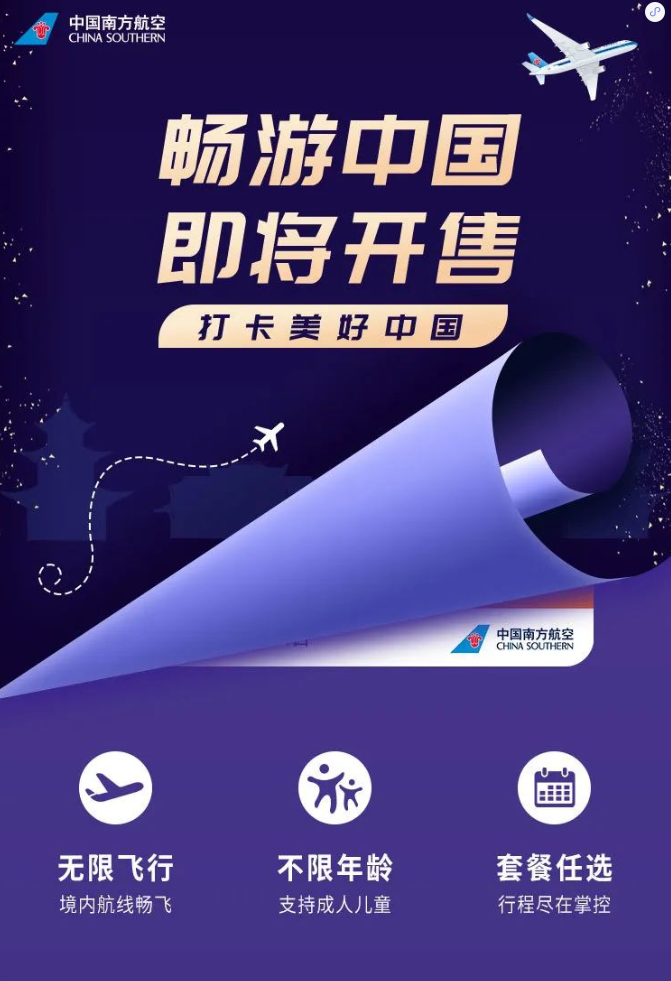 中国南方航空
CHINA SOUTHERN
畅游中国
即将开售
打卡美好中国
中国南方航空
CHINA SOUTHERN
无限飞行
不限年龄
套餐任选
境内航线畅飞
支持成人儿童
行程尽在掌控